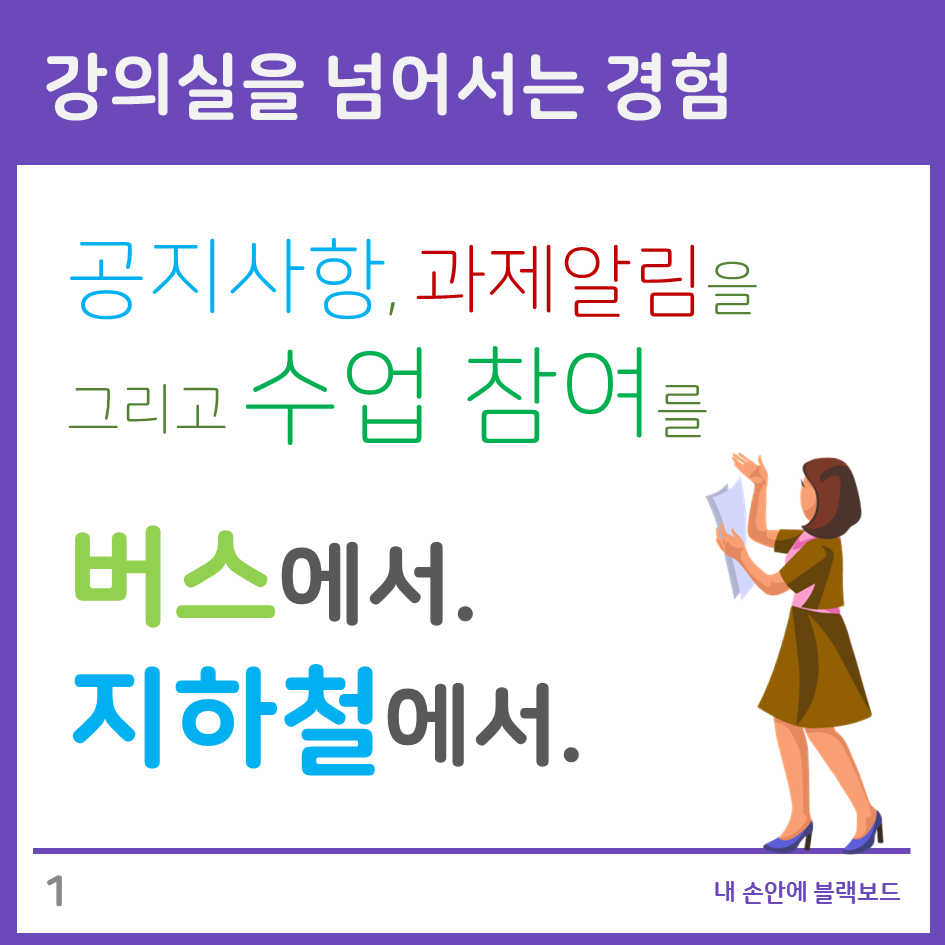 강의실을 넘어서는 경험
공지사항, 과제알림을
그리고 수업 참여를
버스에서.
지하철에서.
1
내 손안에 블랙보드